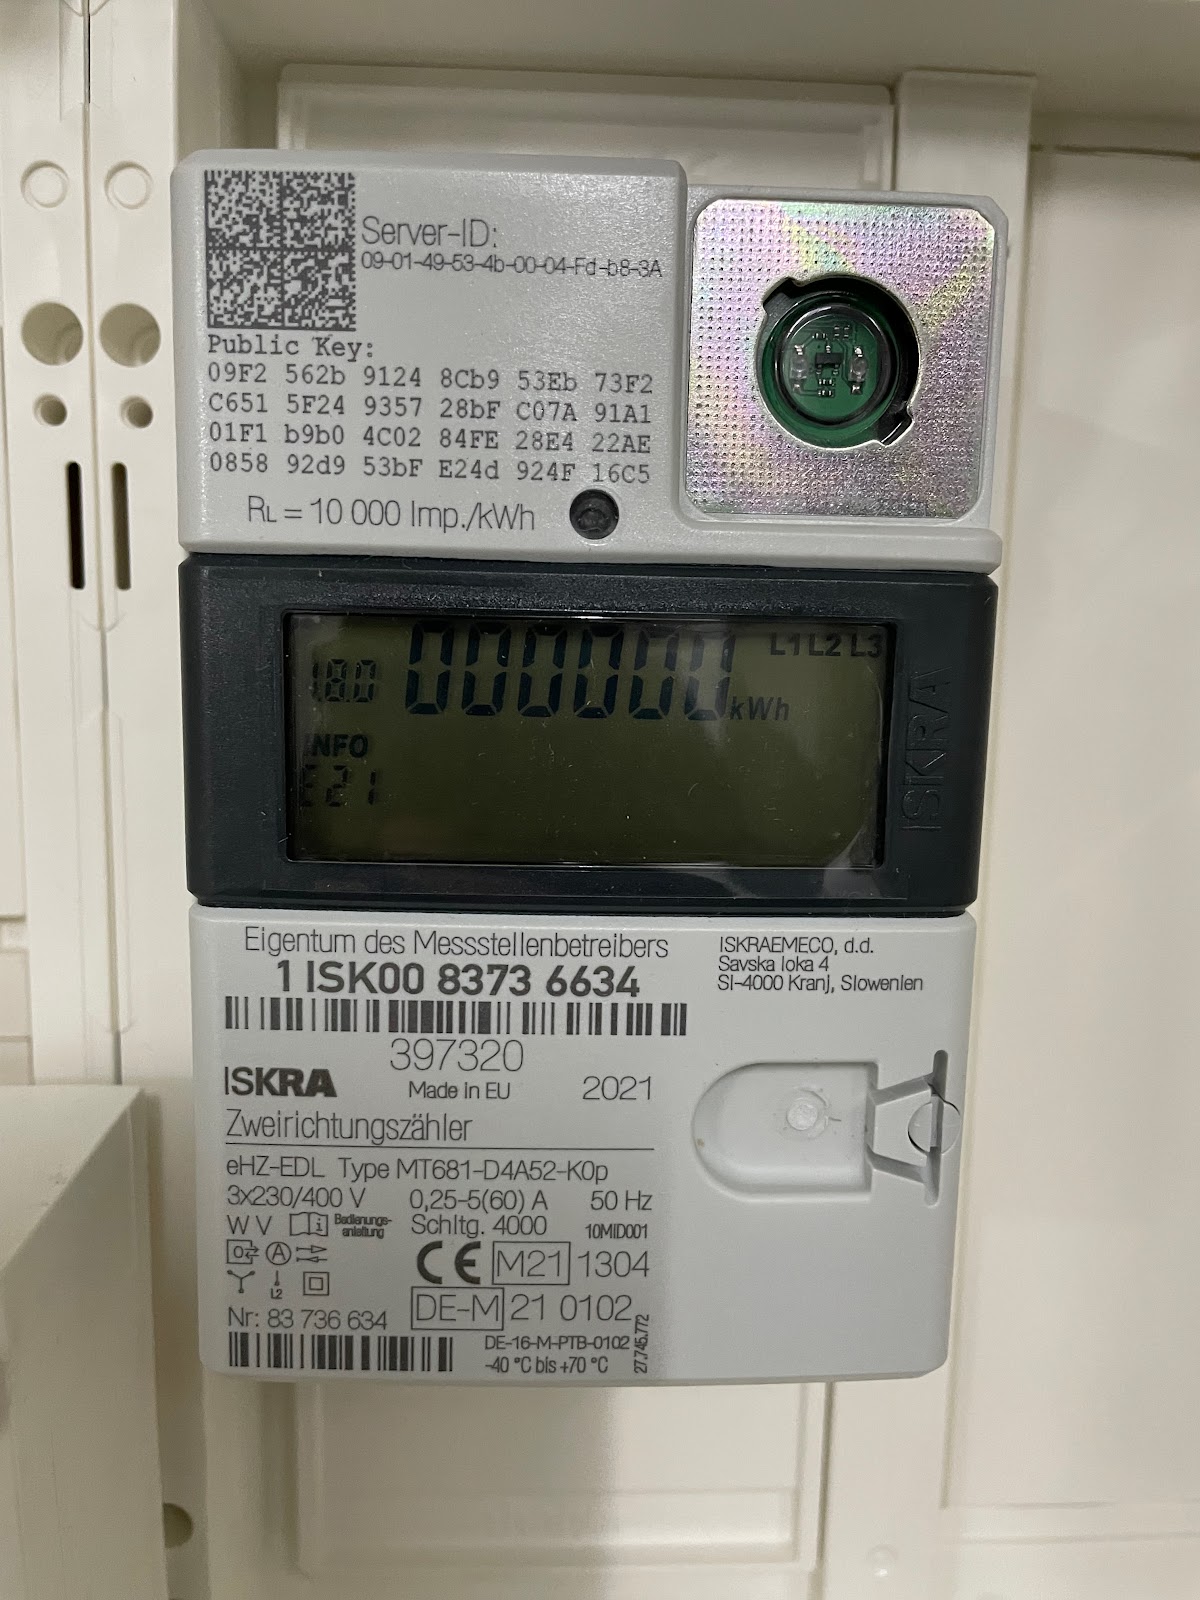 Server-ID:
09-01-49-53-4b-00-04-Fd-b8-3A
Public Key:
09F2 562b 9124 8Cb9 53Eb 73F2
C651 5F24 9357 28bF C07A 91A1
01F1 b9b0 4C02 84FE 28E4 22AE
0858 92d9 53bF E24d 924F 16C5
RL = 10 000 Imp./kWh
L1 L2 L3
1.8.0 000000 kWh
INFO
E21
ISKRA
Eigentum des Messstellenbetreibers
1 ISK00 8373 6634
ISKRAEMECO, d.d.
Savska loka 4
SI-4000 Kranj, Slowenien
397320
ISKRA Made in EU 2021
Zweirichtungszähler
eHZ-EDL Type MT681-D4A52-K0p
3x230/400 V 0,25-5(60) A 50 Hz
W V i Bedienungs-
anleitung Schltg. 4000 10MID001
A
CE M21 1304
L2
DE-M 21 0102
Nr: 83 736 634
DE-16-M-PTB-0102
-40 °C bis +70 °C
27.745.772